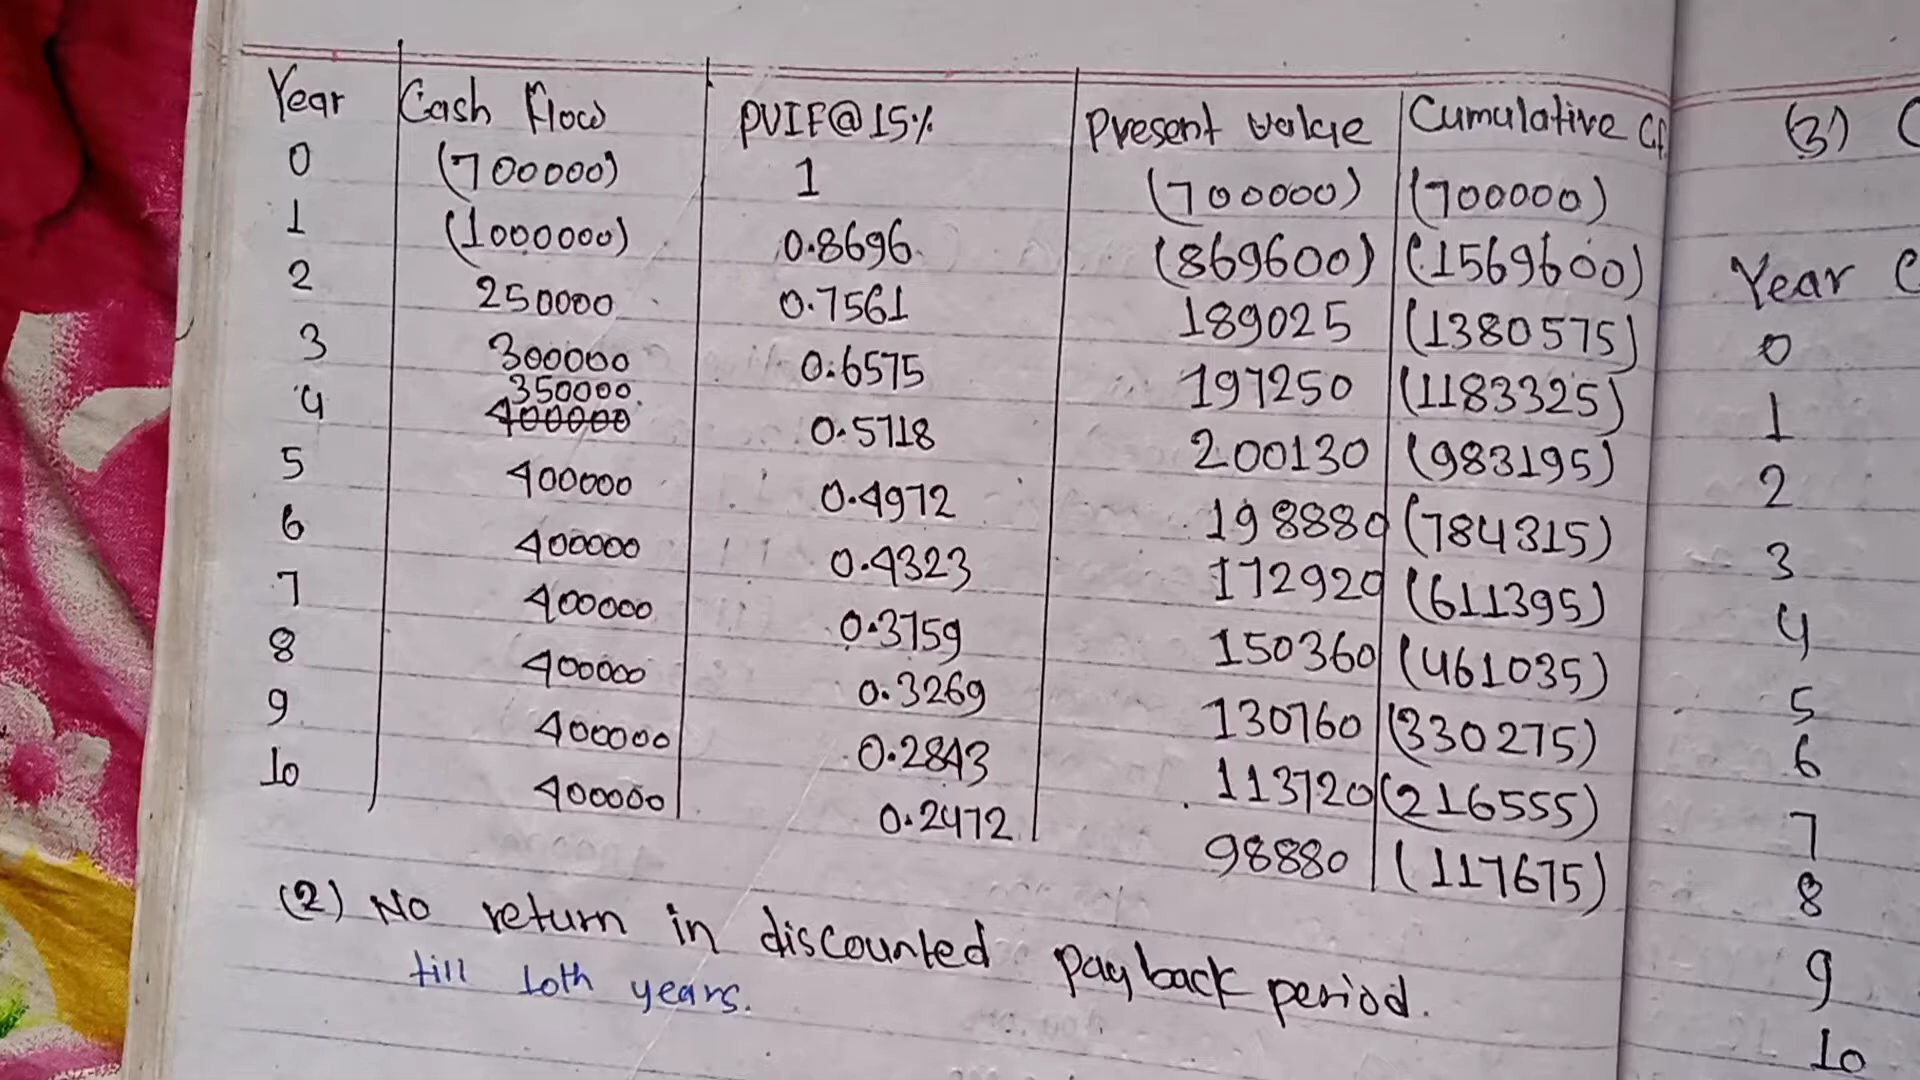 Year Cash flow PVIF@15% Present value Cumulative Cf.
0 (700000) 1 (700000) (700000)
1 (1000000) 0.8696 (869600) (1569600)
2 250000 0.7561 189025 (1380575)
3 300000 0.6575 197250 (1183325)
4 350000. 0.5718 200130 (983195)
400000
5 400000 0.4972 198880 (784315)
6 400000 0.4323 172920 (611395)
7 400000 0.3759 150360 (461035)
8 400000 0.3269 130760 (330275)
9 400000 0.2843 113720 (216555)
10 400000 0.2472 98880 (117675)
(2) No return in discounted payback period.
till 10th years.
(3) C
Year C
0
1
2
3
4
5
6
7
8
9
10